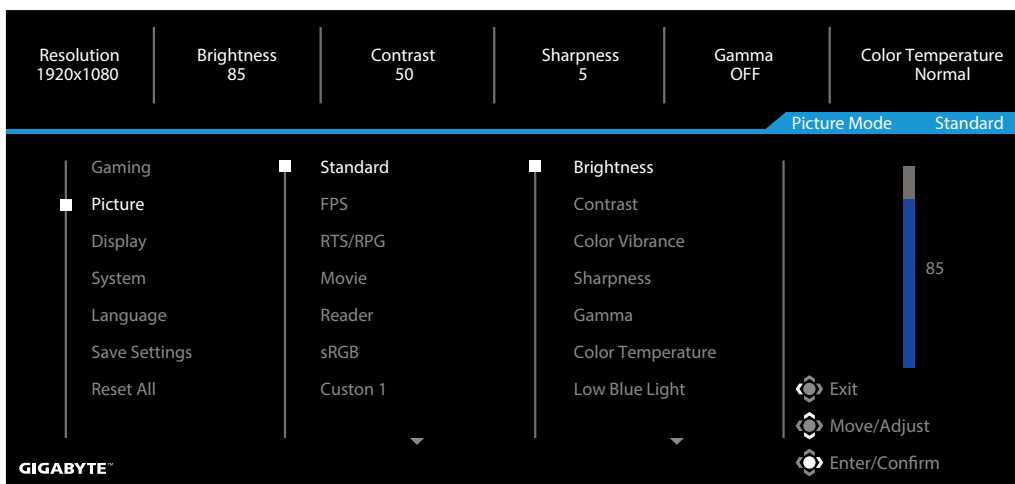 Resolution
1920x1080
Brightness
85
Contrast
50
Sharpness
5
Gamma
OFF
Color Temperature
Normal
Picture Mode Standard
Gaming
Picture
Display
System
Language
Save Settings
Reset All
Standard
FPS
RTS/RPG
Movie
Reader
sRGB
Custon 1
Brightness
Contrast
Color Vibrance
Sharpness
Gamma
Color Temperature
Low Blue Light
85
Exit
Move/Adjust
Enter/Confirm
GIGABYTE™